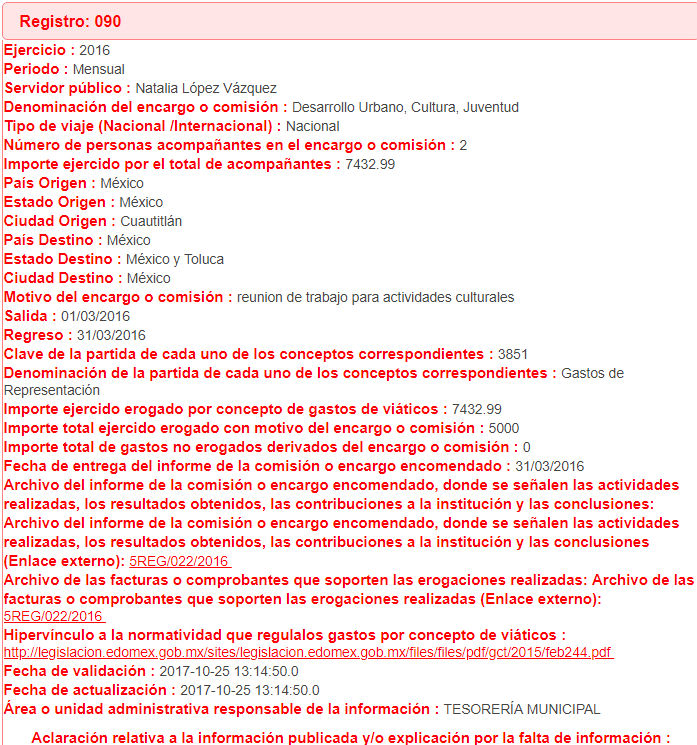 Registro: 090
Ejercicio : 2016
Periodo : Mensual
Servidor público : Natalia López Vázquez
Denominación del encargo o comisión : Desarrollo Urbano, Cultura, Juventud
Tipo de viaje (Nacional /Internacional) : Nacional
Número de personas acompañantes en el encargo o comisión : 2
Importe ejercido por el total de acompañantes : 7432.99
País Origen : México
Estado Origen : México
Ciudad Origen : Cuautitlán
País Destino : México
Estado Destino : México y Toluca
Ciudad Destino : México
Motivo del encargo o comisión : reunion de trabajo para actividades culturales
Salida : 01/03/2016
Regreso : 31/03/2016
Clave de la partida de cada uno de los conceptos correspondientes : 3851
Denominación de la partida de cada uno de los conceptos correspondientes : Gastos de
Representación
Importe ejercido erogado por concepto de gastos de viáticos : 7432.99
Importe total ejercido erogado con motivo del encargo o comisión : 5000
Importe total de gastos no erogados derivados del encargo o comisión : 0
Fecha de entrega del informe de la comisión o encargo encomendado : 31/03/2016
Archivo del informe de la comisión o encargo encomendado, donde se señalen las actividades
realizadas, los resultados obtenidos, las contribuciones a la institución y las conclusiones:
Archivo del informe de la comisión o encargo encomendado, donde se señalen las actividades
realizadas, los resultados obtenidos, las contribuciones a la institución y las conclusiones
(Enlace externo): 5REG/022/2016
Archivo de las facturas o comprobantes que soporten las erogaciones realizadas: Archivo de las
facturas o comprobantes que soporten las erogaciones realizadas (Enlace externo):
5REG/022/2016
Hipervínculo a la normatividad que regulalos gastos por concepto de viáticos :
http://legislacion.edomex.gob.mx/sites/legislacion.edomex.gob.mx/files/files/pdf/gct/2015/feb244.pdf
Fecha de validación : 2017-10-25 13:14:50.0
Fecha de actualización : 2017-10-25 13:14:50.0
Área o unidad administrativa responsable de la información : TESORERÍA MUNICIPAL
Aclaración relativa a la información publicada y/o explicación por la falta de información :